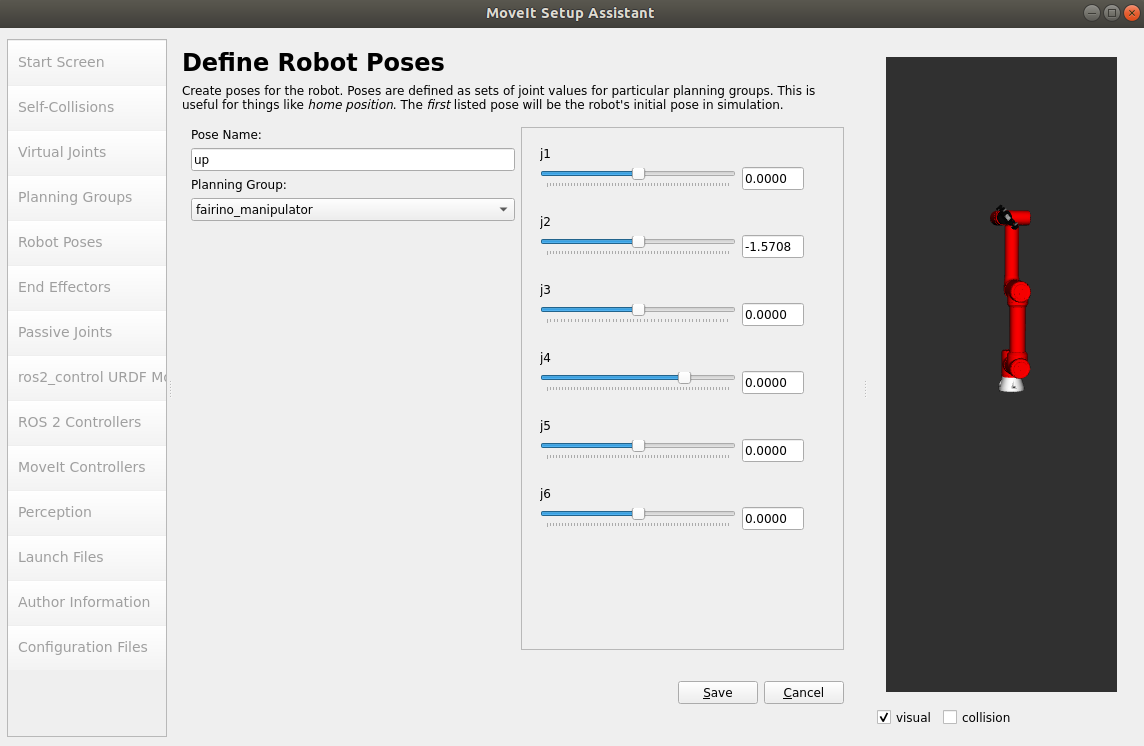 MoveIt Setup Assistant
Start Screen
Self-Collisions
Virtual Joints
Planning Groups
Robot Poses
End Effectors
Passive Joints
ros2_control URDF Mo
ROS 2 Controllers
MoveIt Controllers
Perception
Launch Files
Author Information
Configuration Files
Define Robot Poses
Create poses for the robot. Poses are defined as sets of joint values for particular planning groups. This is
useful for things like home position. The first listed pose will be the robot's initial pose in simulation.
Pose Name:
up
Planning Group:
fairino_manipulator
j1
0.0000
j2
-1.5708
j3
0.0000
j4
0.0000
j5
0.0000
j6
0.0000
Save
Cancel
visual
collision